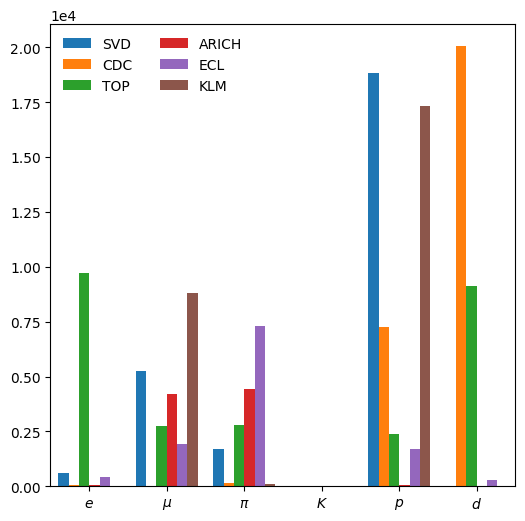 1e4
2.00
1.75
1.50
1.25
1.00
0.75
0.50
0.25
0.00
SVD
CDC
TOP
ARICH
ECL
KLM
e μ π K p d